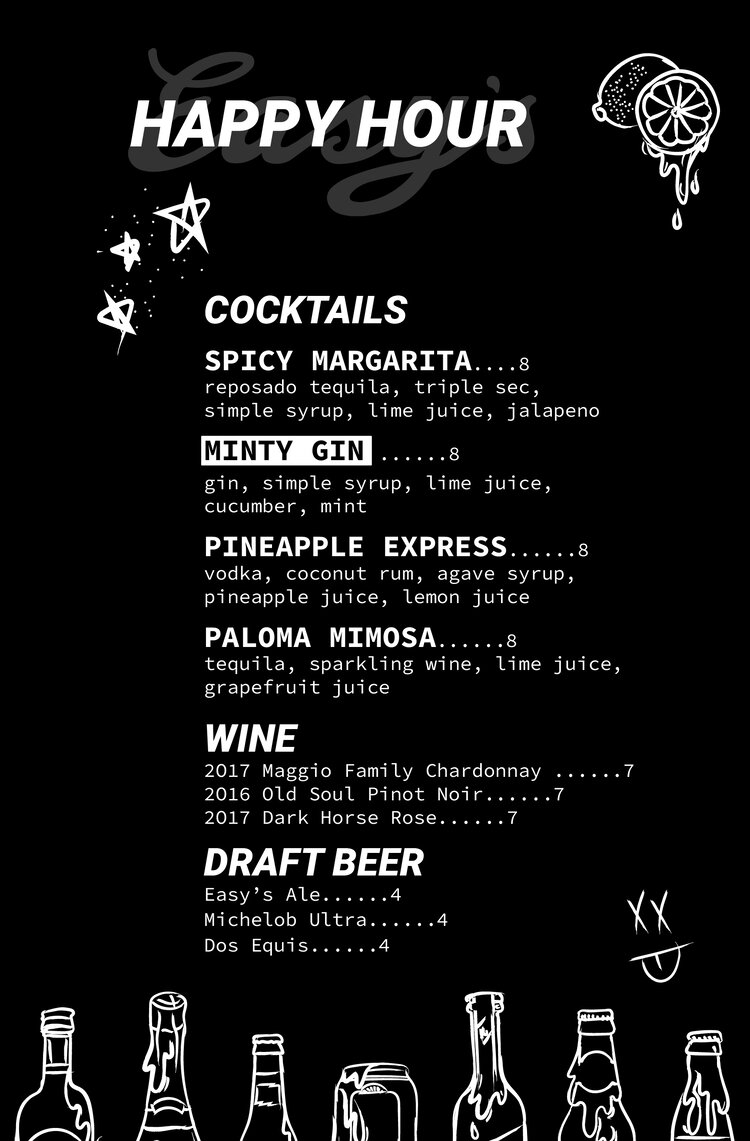 Easy's
HAPPY HOUR
COCKTAILS
SPICY MARGARITA....8
reposado tequila, triple sec,
simple syrup, lime juice, jalapeno
MINTY GIN ......8
gin, simple syrup, lime juice,
cucumber, mint
PINEAPPLE EXPRESS......8
vodka, coconut rum, agave syrup,
pineapple juice, lemon juice
PALOMA MIMOSA......8
tequila, sparkling wine, lime juice,
grapefruit juice
WINE
2017 Maggio Family Chardonnay ......7
2016 Old Soul Pinot Noir......7
2017 Dark Horse Rose......7
DRAFT BEER
Easy’s Ale......4
Michelob Ultra......4
Dos Equis......4